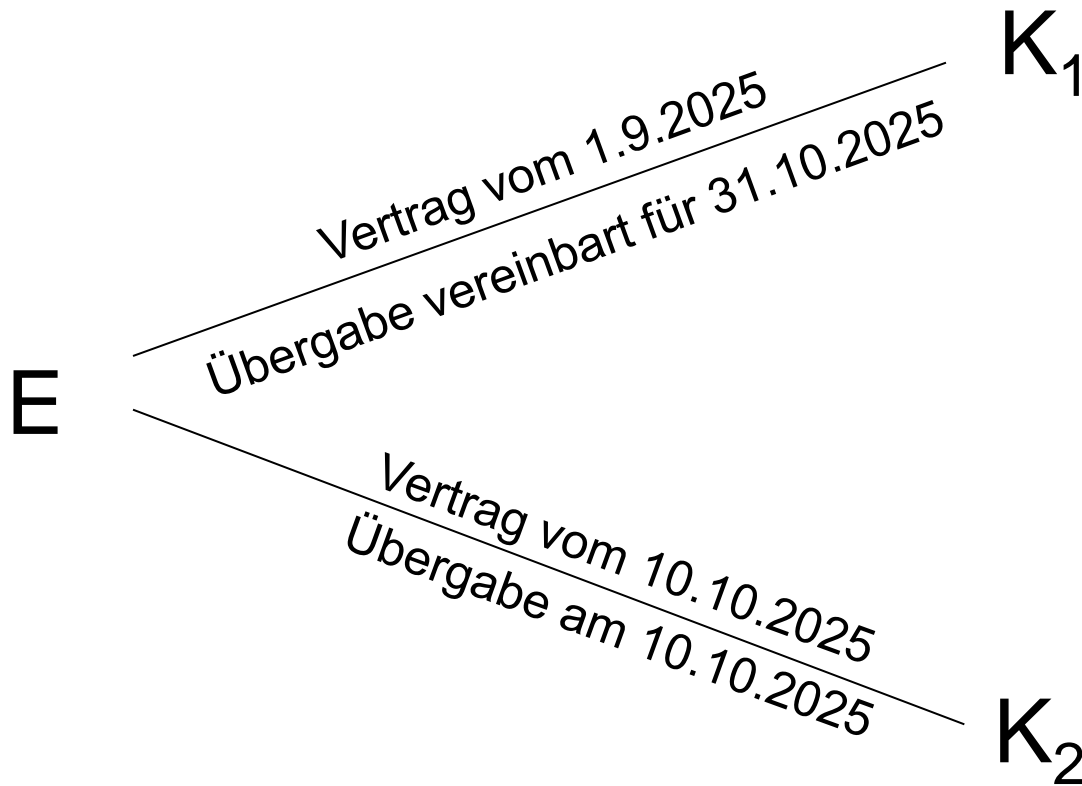 K₁
Vertrag vom 1.9.2025
Übergabe vereinbart für 31.10.2025
E
Vertrag vom 10.10.2025
Übergabe am 10.10.2025
K₂